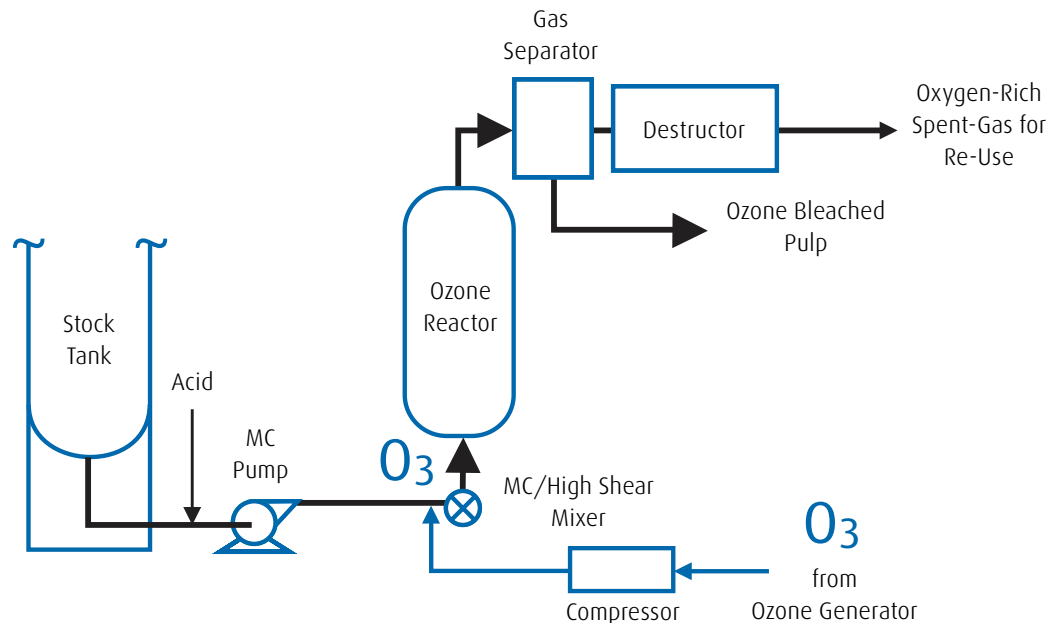 Gas
Separator
Destructor
Oxygen-Rich
Spent-Gas for
Re-Use
Ozone Bleached
Pulp
Ozone
Reactor
Stock
Tank
Acid
MC
Pump
O3
MC/High Shear
Mixer
O3
from
Ozone Generator
Compressor